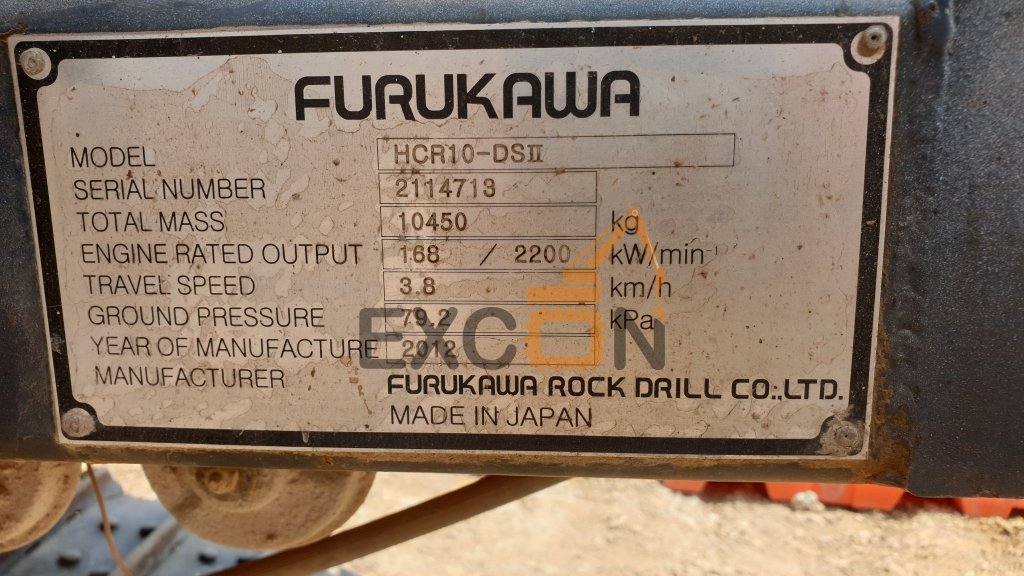 FURUKAWA
MODEL HCR10-DSII
SERIAL NUMBER 2114713
TOTAL MASS 10450 kg
ENGINE RATED OUTPUT 168 / 2200 kW/min⁻¹
TRAVEL SPEED 3.8 km/h
GROUND PRESSURE 79.2 kPa
EXCON
YEAR OF MANUFACTURE 2012
MANUFACTURER FURUKAWA ROCK DRILL CO.,LTD.
MADE IN JAPAN